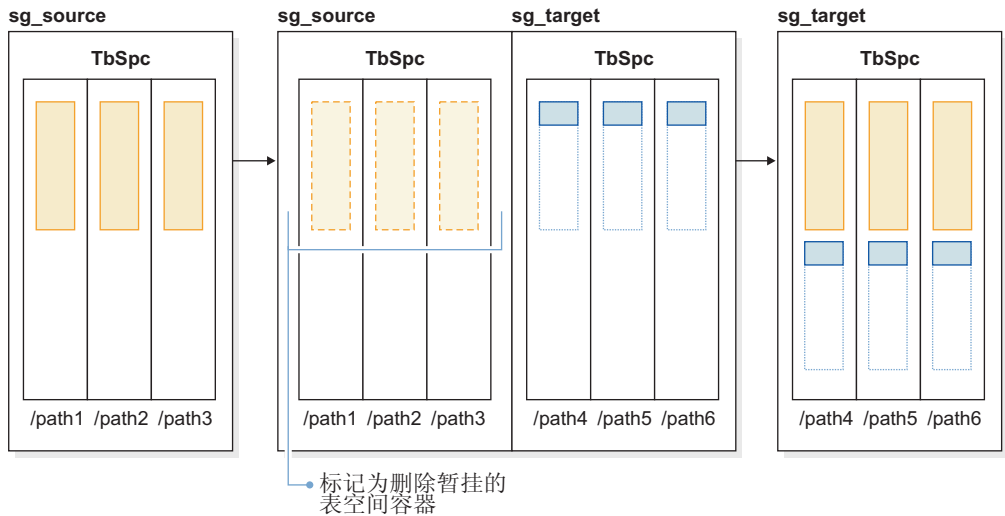 sg_source
sg_source
sg_target
sg_target
TbSpc
TbSpc
TbSpc
TbSpc
/path1 /path2 /path3
/path1 /path2 /path3
/path4 /path5 /path6
/path4 /path5 /path6
标记为删除暂挂的
表空间容器